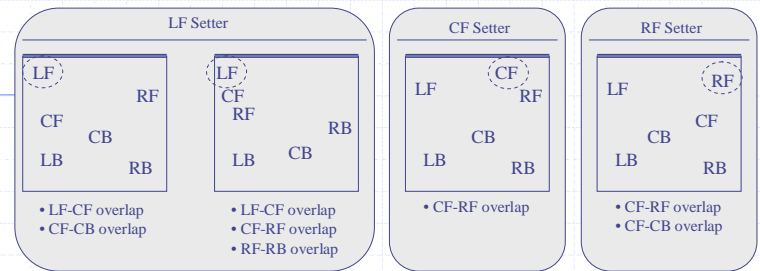 LF Setter
LF
RF
CF
CB
LB
RB
• LF-CF overlap
• CF-CB overlap
LF
CF
RF
RB
CB
LB
• LF-CF overlap
• CF-RF overlap
• RF-RB overlap
CF Setter
CF
LF
RF
CB
LB
RB
• CF-RF overlap
RF Setter
RF
LF
CF
CB
LB
RB
• CF-RF overlap
• CF-CB overlap